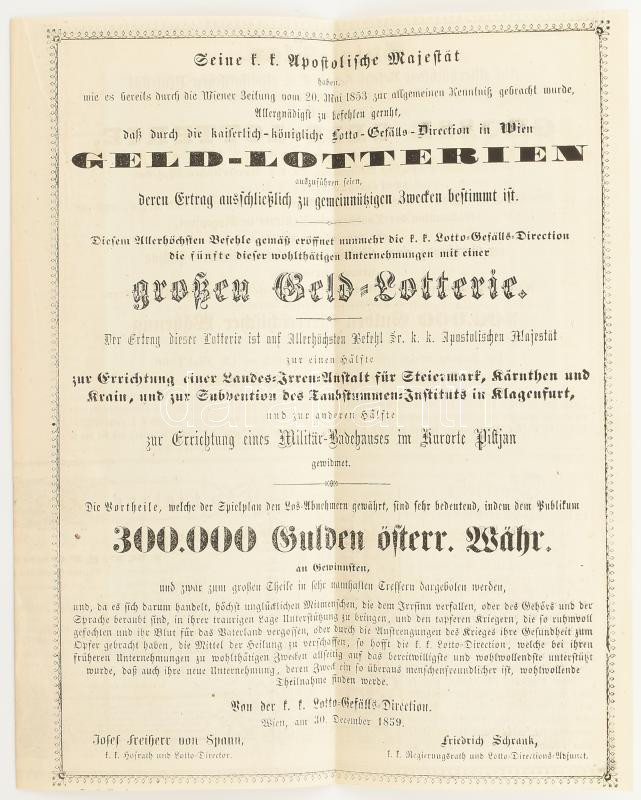 Seine k. k. Apostolische Majestät
haben,
wie es bereits durch die Wiener Zeitung vom 20. Mai 1853 zur allgemeinen Kenntniß gebracht wurde,
Allergnädigst zu befehlen geruht,
daß durch die kaiserlich-königliche Lotto-Gefälls-Direction in Wien
GELD-LOTTERIEN
auszuführen seien,
deren Ertrag ausschließlich zu gemeinnützigen Zwecken bestimmt ist.
Diesem Allerhöchsten Befehle gemäß eröffnet nunmehr die k. k. Lotto-Gefälls-Direction
die fünfte dieser wohlthätigen Unternehmungen mit einer
großen Geld-Lotterie.
Der Ertrag dieser Lotterie ist auf Allerhöchsten Befehl Sr. k. k. Apostolischen Majestät
zur einen Hälfte
zur Errichtung einer Landes-Irren-Anstalt für Steiermark, Kärnthen und
Krain, und zur Subvention des Taubstummen-Instituts in Klagenfurt,
und zur anderen Hälfte
zur Errichtung eines Militär-Badehauses im Kurorte Pistjan
gewidmet.
Die Vortheile, welche der Spielplan den Los-Abnehmern gewährt, sind sehr bedeutend, indem dem Publikum
300.000 Gulden österr. Währ.
an Gewinnsten,
und zwar zum großen Theile in sehr namhaften Treffern dargeboten werden,
und, da es sich darum handelt, höchst unglücklichen Mitmenschen, die dem Irrsinn verfallen, oder des Gehörs und der
Sprache beraubt sind, in ihrer traurigen Lage Unterstützung zu bringen, und den tapferen Kriegern, die so ruhmvoll
gefochten und ihr Blut für das Vaterland vergossen, oder durch die Anstrengungen des Krieges ihre Gesundheit zum
Opfer gebracht haben, die Mittel der Heilung zu verschaffen, so hofft die k. k. Lotto-Direction, welche bei ihren
früheren Unternehmungen zu wohlthätigen Zwecken allseitig auf das bereitwilligste und wohlwollendste unterstützt
wurde, daß auch ihre neue Unternehmung, deren Zweck ein so überaus menschenfreundlicher ist, wohlwollende
Theilnahme finden werde.
Von der k. k. Lotto-Gefälls-Direction.
Wien, am 30. December 1859.
Josef Freiherr von Spaun,
k. k. Hofrath und Lotto-Director.
Friedrich Schrank,
k. k. Regierungsrath und Lotto-Directions-Adjunct.